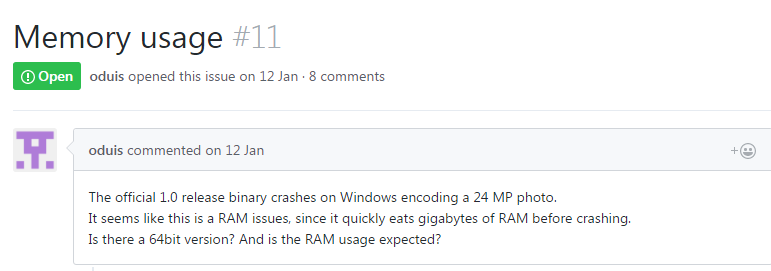 Memory usage #11
Open oduis opened this issue on 12 Jan · 8 comments
oduis commented on 12 Jan
The official 1.0 release binary crashes on Windows encoding a 24 MP photo.
It seems like this is a RAM issues, since it quickly eats gigabytes of RAM before crashing.
Is there a 64bit version? And is the RAM usage expected?